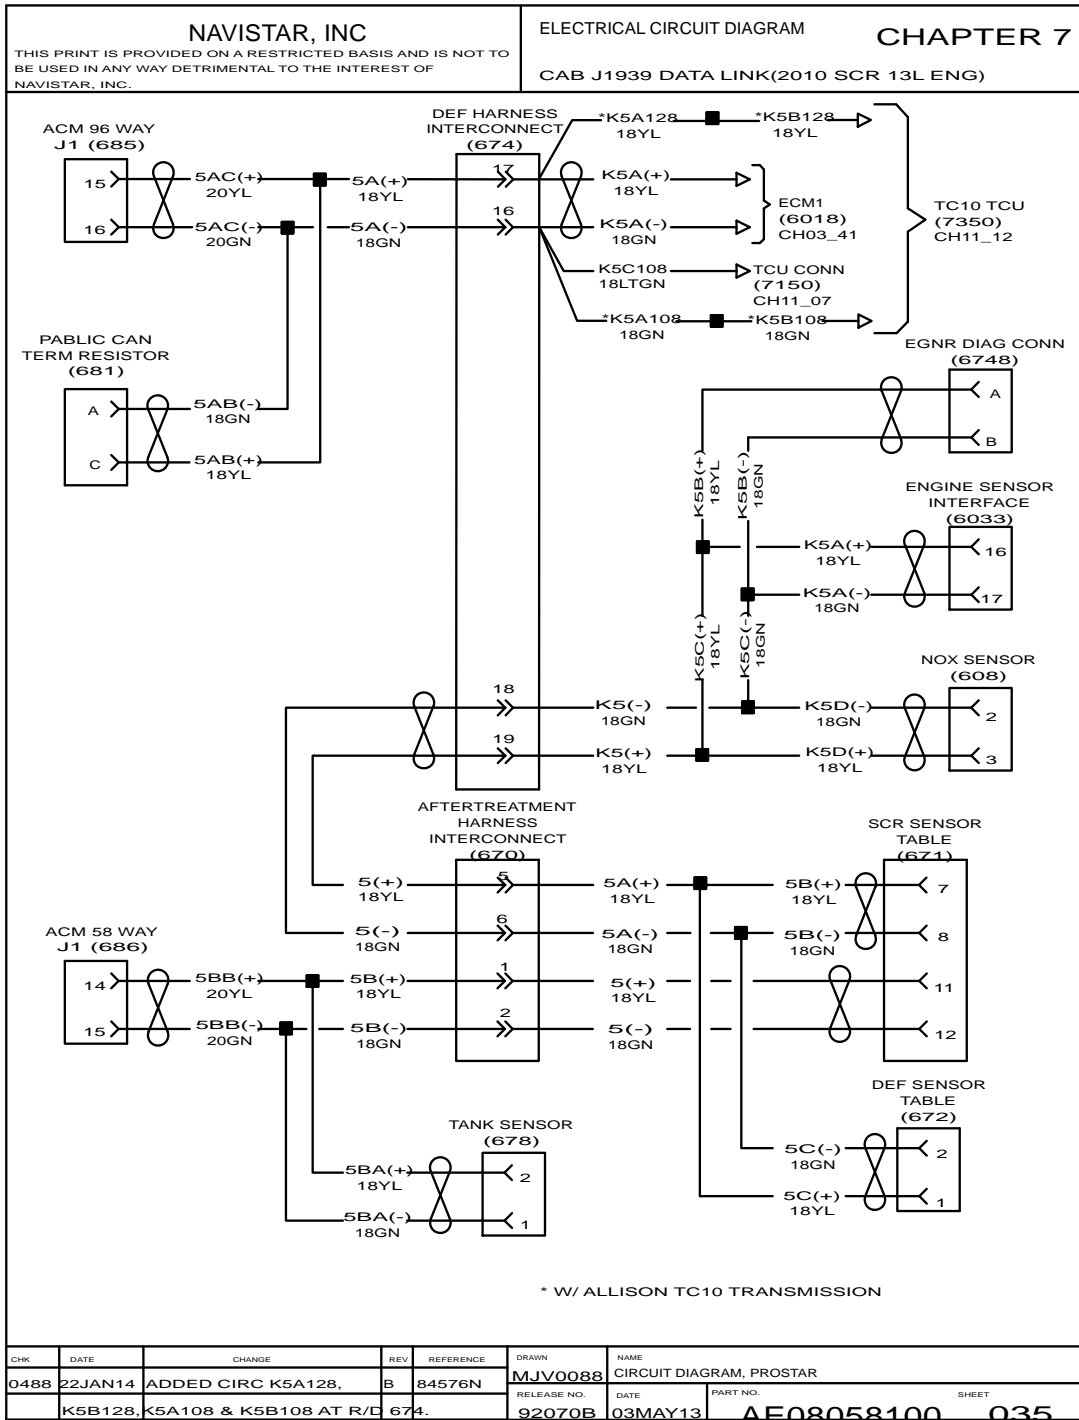 NAVISTAR, INC
THIS PRINT IS PROVIDED ON A RESTRICTED BASIS AND IS NOT TO
BE USED IN ANY WAY DETRIMENTAL TO THE INTEREST OF
NAVISTAR, INC.
ELECTRICAL CIRCUIT DIAGRAM
CHAPTER 7
CAB J1939 DATA LINK(2010 SCR 13L ENG)
ACM 96 WAY
J1 (685)
15
16
5AC(+)
20YL
5AC(-)
20GN
5A(+)
18YL
5A(-)
18GN
DEF HARNESS
INTERCONNECT
(674)
17
16
*K5A128
18YL
*K5B128
18YL
K5A(+)
18YL
K5A(-)
18GN
ECM1
(6018)
CH03_41
K5C108
18LTGN
TCU CONN
(7150)
CH11_07
*K5A108
18GN
*K5B108
18GN
TC10 TCU
(7350)
CH11_12
PABLIC CAN
TERM RESISTOR
(681)
A
C
5AB(-)
18GN
5AB(+)
18YL
EGNR DIAG CONN
(6748)
A
B
K5B(+)
18YL
K5B(-)
18GN
ENGINE SENSOR
INTERFACE
(6033)
16
17
K5A(+)
18YL
K5A(-)
18GN
K5C(+)
18YL
K5C(-)
18GN
NOX SENSOR
(608)
2
3
18
19
K5(-)
18GN
K5(+)
18YL
K5D(-)
18GN
K5D(+)
18YL
AFTERTREATMENT
HARNESS
INTERCONNECT
(670)
5
6
1
2
5(+)
18YL
5(-)
18GN
5A(+)
18YL
5A(-)
18GN
5B(+)
18YL
5B(-)
18GN
SCR SENSOR
TABLE
(671)
7
8
11
12
ACM 58 WAY
J1 (686)
14
15
5BB(+)
20YL
5BB(-)
20GN
5B(+)
18YL
5B(-)
18GN
5(+)
18YL
5(-)
18GN
DEF SENSOR
TABLE
(672)
2
1
5C(-)
18GN
5C(+)
18YL
TANK SENSOR
(678)
2
1
5BA(+)
18YL
5BA(-)
18GN
* W/ ALLISON TC10 TRANSMISSION
CHK DATE CHANGE REV REFERENCE
0488 22JAN14 ADDED CIRC K5A128, B 84576N
K5B128,K5A108 & K5B108 AT R/D 674.
DRAWN
MJV0088
NAME
CIRCUIT DIAGRAM, PROSTAR
RELEASE NO.
92070B
DATE
03MAY13
PART NO.
AE08058100
SHEET
035